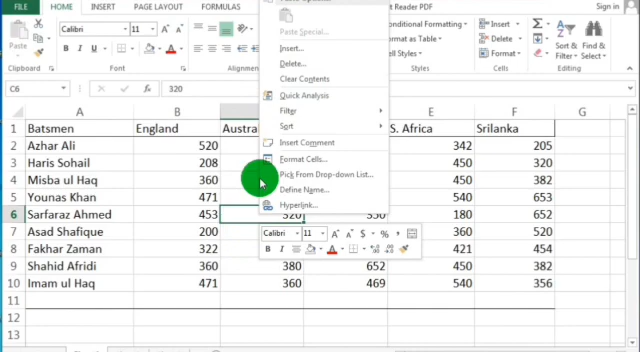 FILE HOME INSERT PAGE LAYOUT FORMULAS Reader PDF Sign in
Paste Special...
Calibri 11 A A Conditional Formatting Insert Σ
Paste B I U Format as Table Delete Sort & Find &
Styles Format Filter Select
Clipboard Font Alignment Cells Editing
Insert...
Delete...
Clear Contents
Quick Analysis
Filter
Sort
Insert Comment
Format Cells...
Pick From Drop-down List...
Define Name...
Hyperlink...
Calibri 11 A A $ % ,
B I A
C6 320
A B E F G
1 Batsmen England S. Africa Srilanka
2 Azhar Ali 520 342 205
3 Haris Sohail 208 450 320
4 Misba ul Haq 360 450 382
5 Younas Khan 471 540 653
6 Sarfaraz Ahmed 453 320 350 180 652
7 Asad Shafique 200 360 520
8 Fakhar Zaman 322 421 454
9 Shahid Afridi 360 380 652 450 382
10 Imam ul Haq 471 360 469 540 356
11
12
13